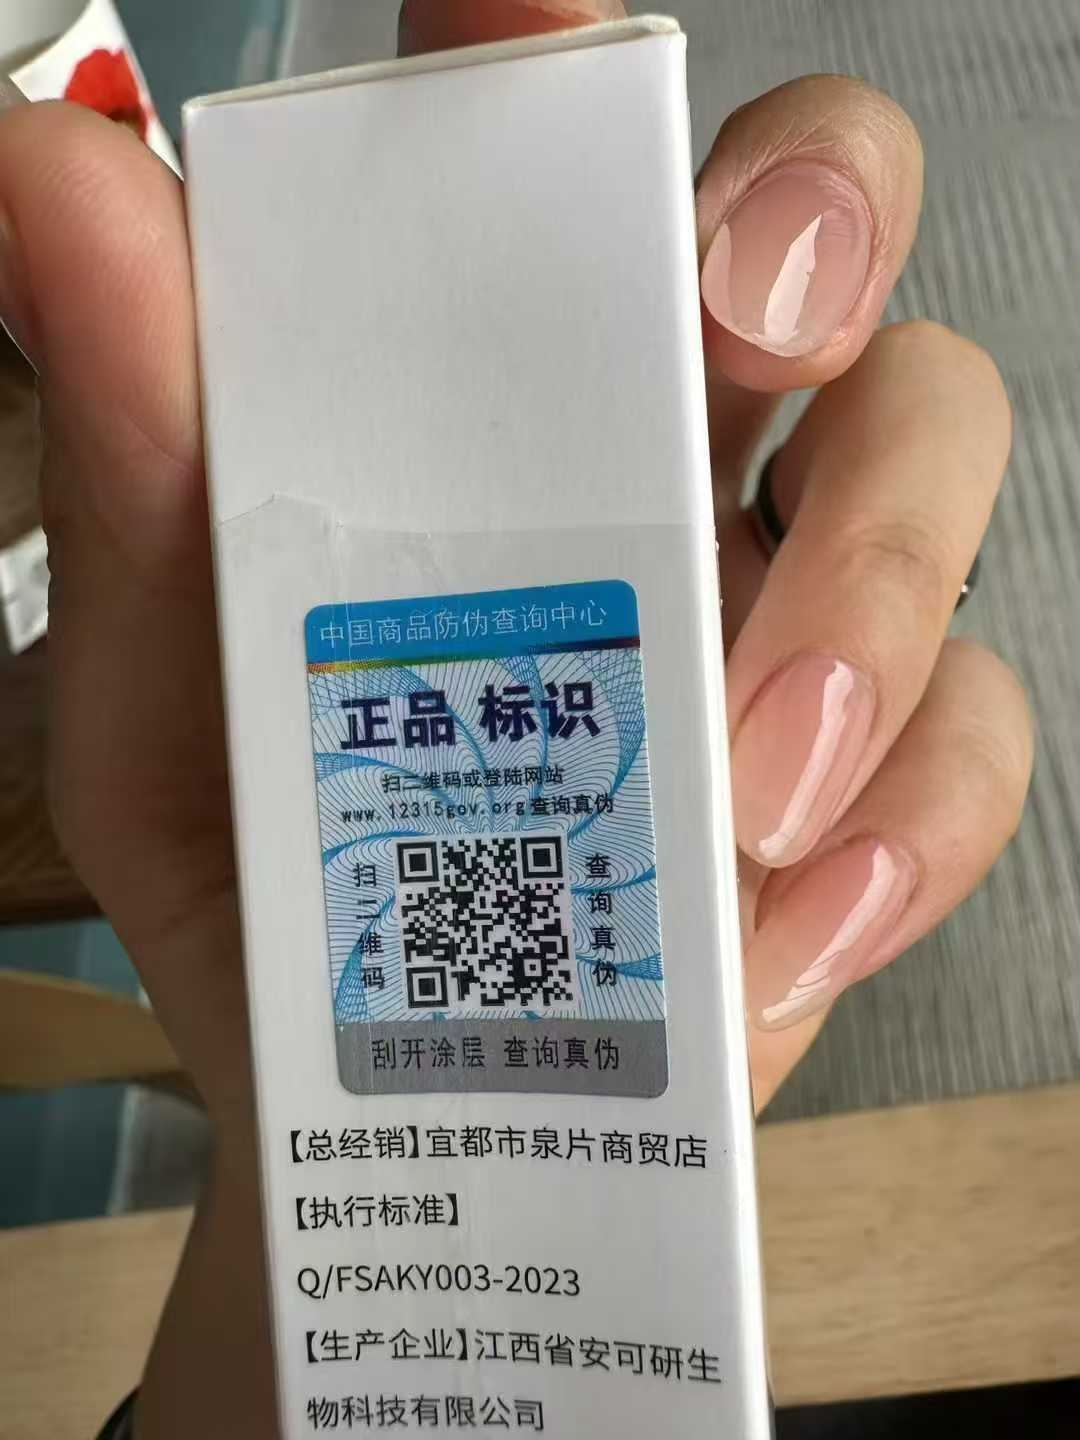 中国商品防伪查询中心
正品 标识
扫二维码或登陆网站
www.12315gov.org查询真伪
扫二维码
查询真伪
刮开涂层 查询真伪
【总经销】宜都市泉片商贸店
【执行标准】
Q/FSAKY003-2023
【生产企业】江西省安可研生
物科技有限公司